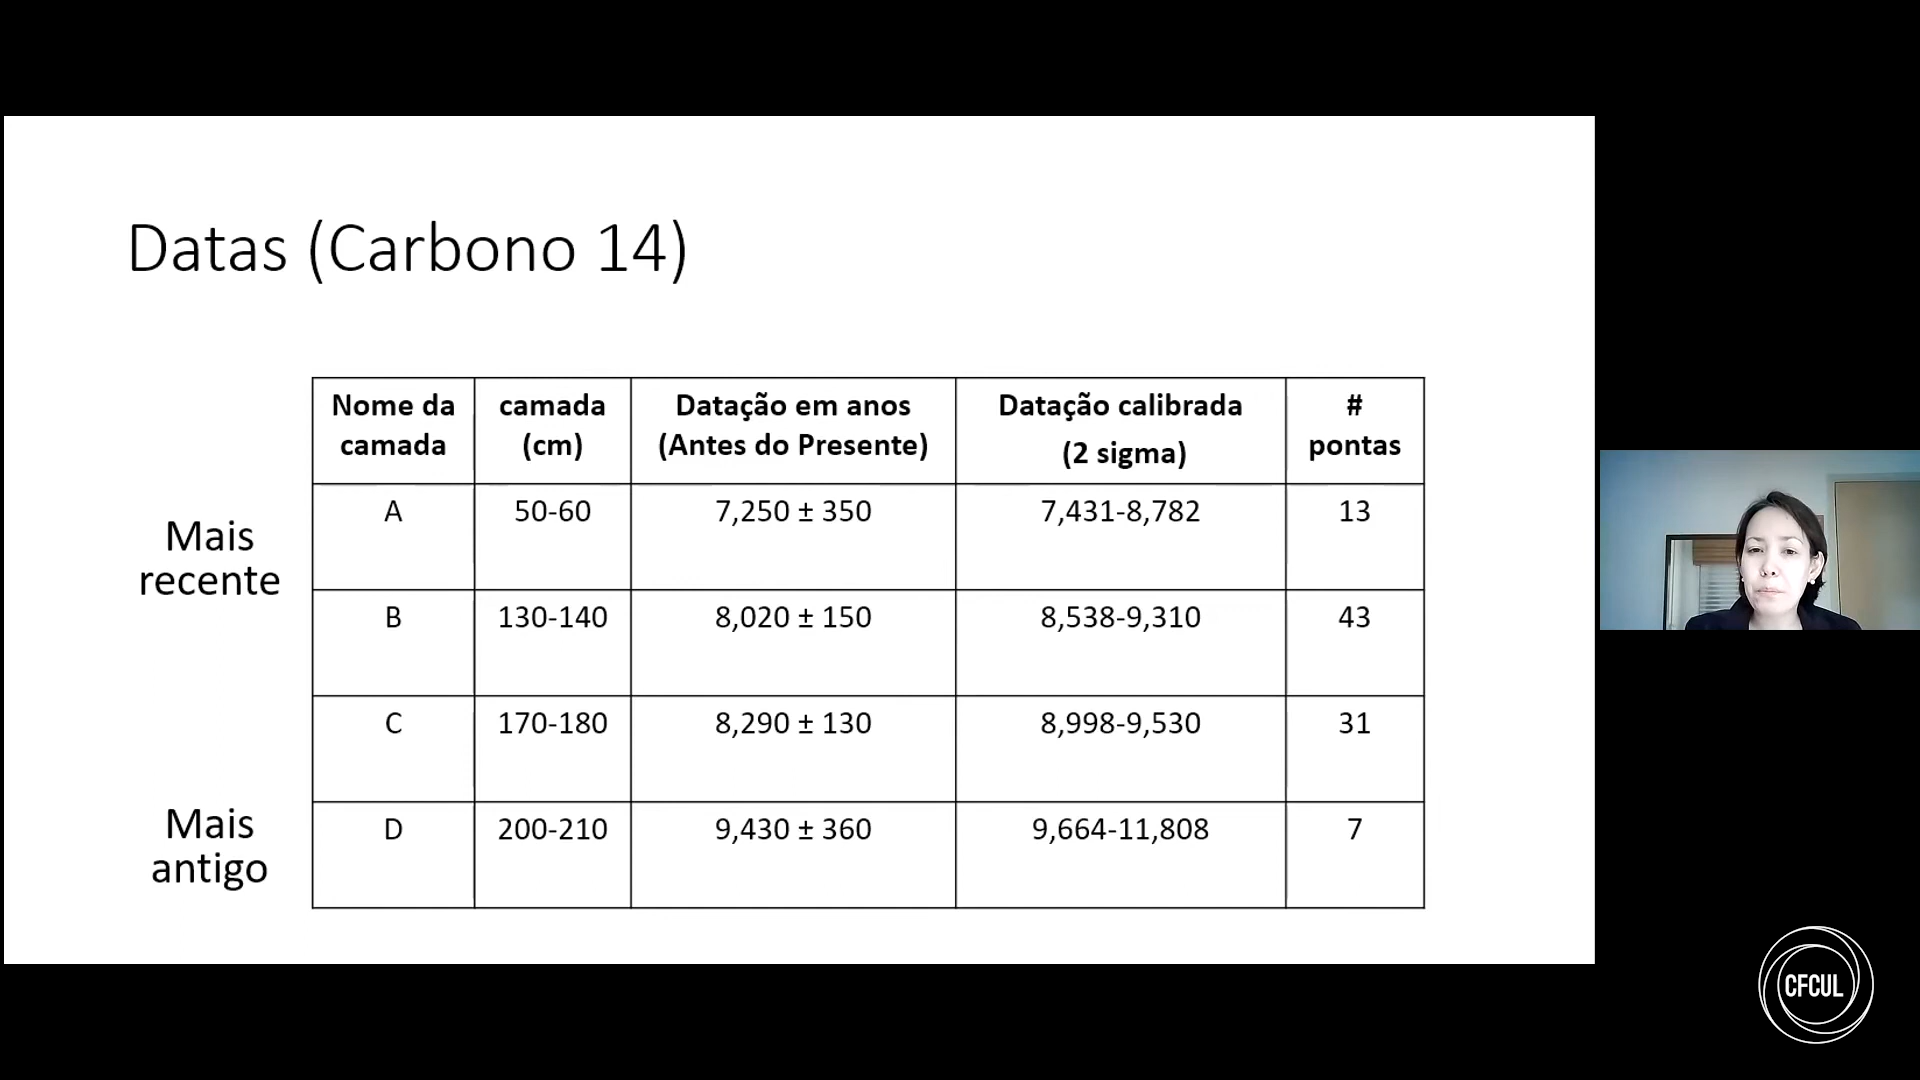 Datas (Carbono 14)
Nome da
camada
camada
(cm)
Datação em anos
(Antes do Presente)
Datação calibrada
(2 sigma)
#
pontas
Mais
recente
A
50-60
7,250 ± 350
7,431-8,782
13
B
130-140
8,020 ± 150
8,538-9,310
43
C
170-180
8,290 ± 130
8,998-9,530
31
Mais
antigo
D
200-210
9,430 ± 360
9,664-11,808
7
CFCUL